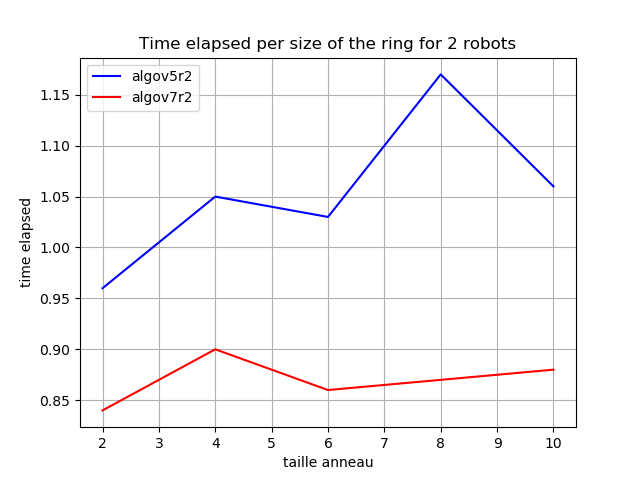 Time elapsed per size of the ring for 2 robots
algov5r2
algov7r2
1.15
1.10
1.05
1.00
0.95
0.90
0.85
time elapsed
2 3 4 5 6 7 8 9 10
taille anneau